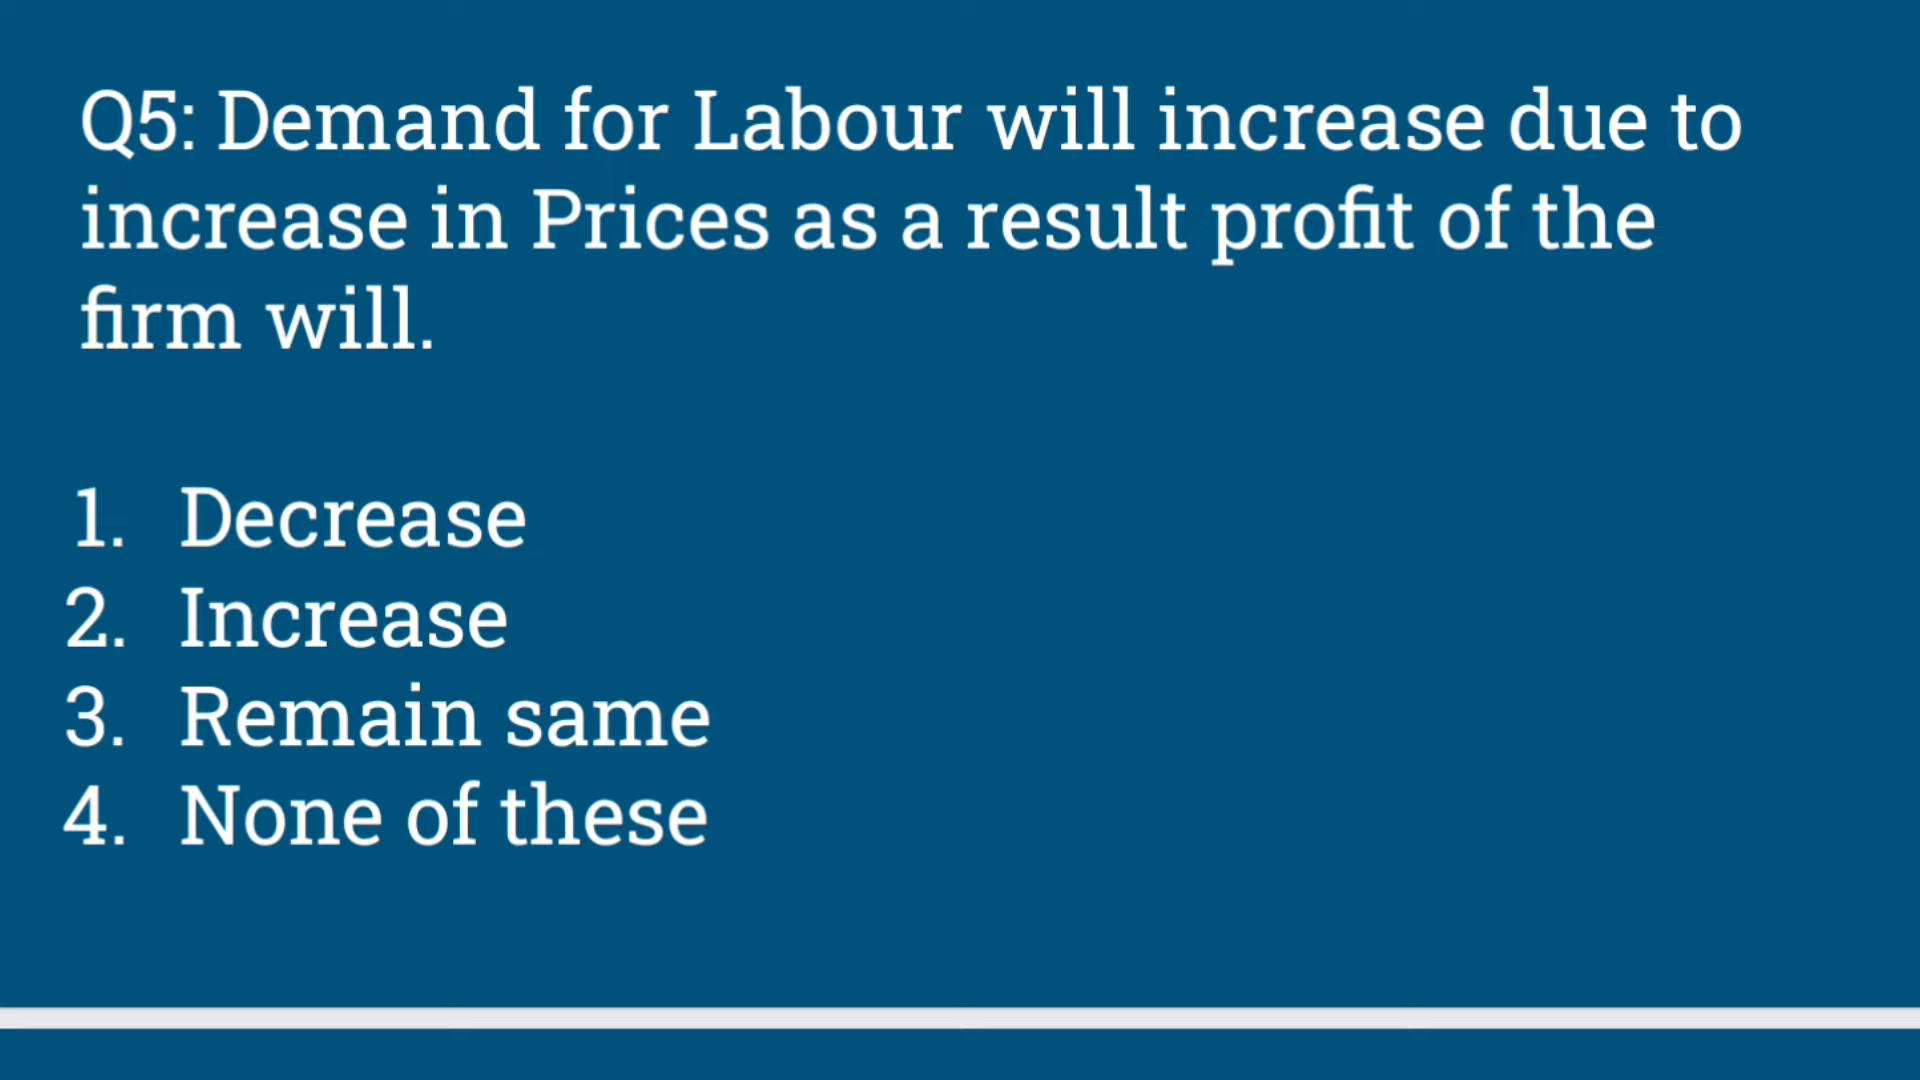 Q5: Demand for Labour will increase due to
increase in Prices as a result profit of the
firm will.
1. Decrease
2. Increase
3. Remain same
4. None of these